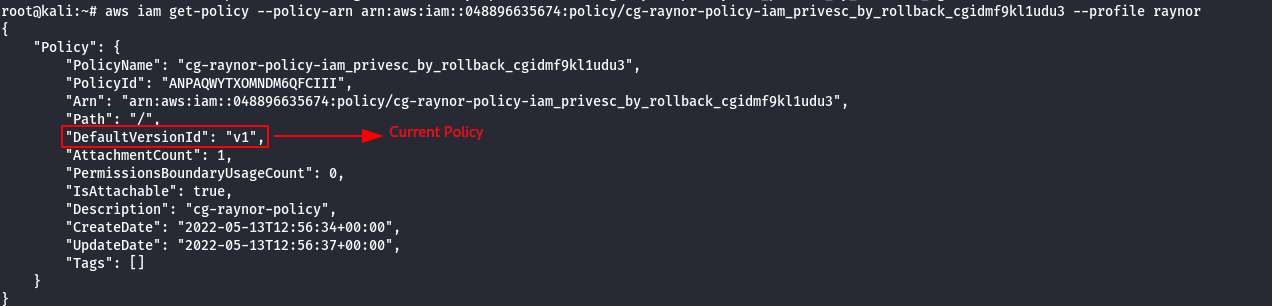 root@kali:~# aws iam get-policy --policy-arn arn:aws:iam::048896635674:policy/cg-raynor-policy-iam_privesc_by_rollback_cgidmf9kl1udu3 --profile raynor
{
    "Policy": {
        "PolicyName": "cg-raynor-policy-iam_privesc_by_rollback_cgidmf9kl1udu3",
        "PolicyId": "ANPAQWYTXOMNDM6QFCIII",
        "Arn": "arn:aws:iam::048896635674:policy/cg-raynor-policy-iam_privesc_by_rollback_cgidmf9kl1udu3",
        "Path": "/",
        "DefaultVersionId": "v1", Current Policy
        "AttachmentCount": 1,
        "PermissionsBoundaryUsageCount": 0,
        "IsAttachable": true,
        "Description": "cg-raynor-policy",
        "CreateDate": "2022-05-13T12:56:34+00:00",
        "UpdateDate": "2022-05-13T12:56:37+00:00",
        "Tags": []
    }
}